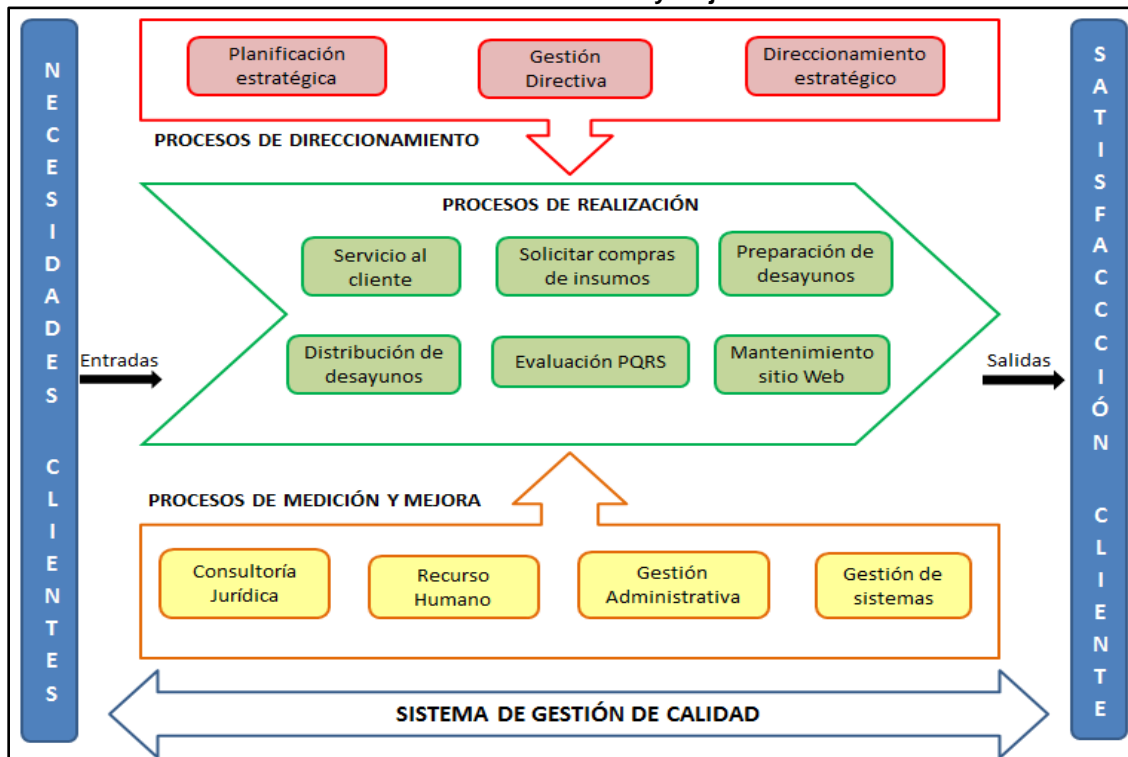 NECESIDADES CLIENTES
Planificación
estratégica
Gestión
Directiva
Direccionamiento
estratégico
PROCESOS DE DIRECCIONAMIENTO
PROCESOS DE REALIZACIÓN
Servicio al
cliente
Solicitar compras
de insumos
Preparación de
desayunos
Entradas
Distribución de
desayunos
Evaluación PQRS
Mantenimiento
sitio Web
Salidas
PROCESOS DE MEDICIÓN Y MEJORA
Consultoría
Jurídica
Recurso
Humano
Gestión
Administrativa
Gestión de
sistemas
SISTEMA DE GESTIÓN DE CALIDAD
SATISFACCCIÓN CLIENTE